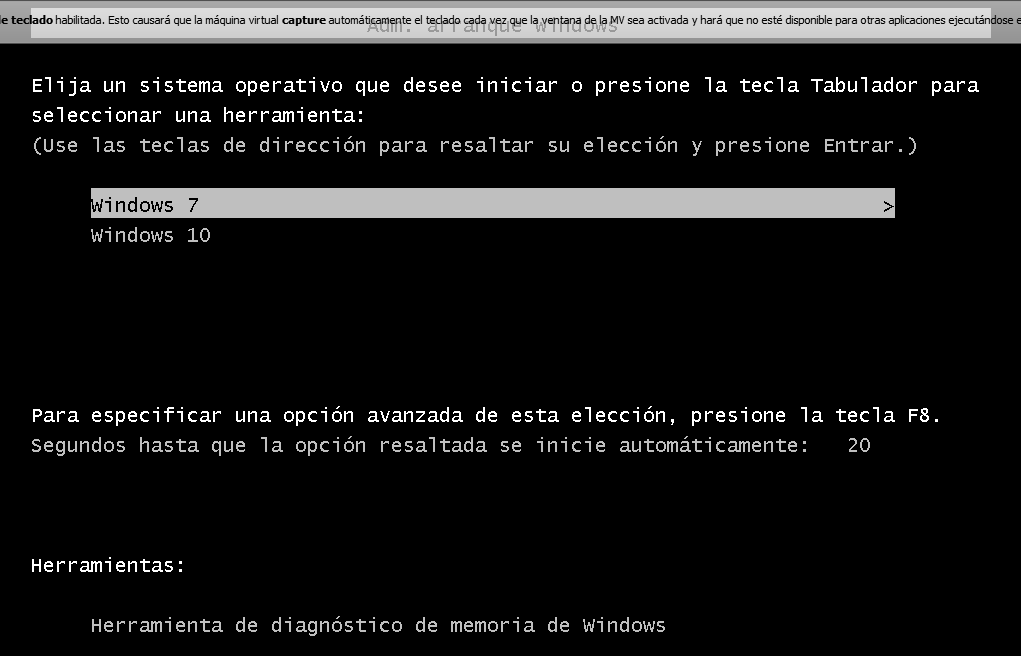 de teclado habilitada. Esto causará que la máquina virtual capture automáticamente el teclado cada vez que la ventana de la MV sea activada y hará que no esté disponible para otras aplicaciones ejecutándose e
Adm. arranque Windows
Elija un sistema operativo que desee iniciar o presione la tecla Tabulador para
seleccionar una herramienta:
(Use las teclas de dirección para resaltar su elección y presione Entrar.)
Windows 7 >
Windows 10
Para especificar una opción avanzada de esta elección, presione la tecla F8.
Segundos hasta que la opción resaltada se inicie automáticamente: 20
Herramientas:
Herramienta de diagnóstico de memoria de Windows